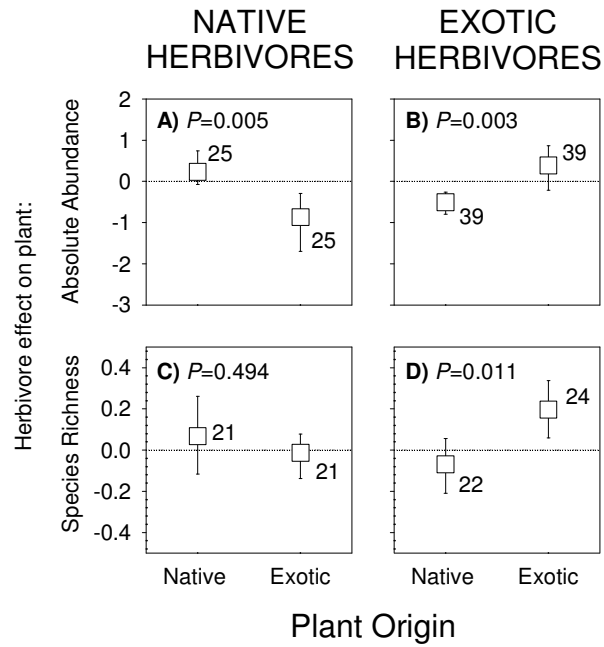 NATIVE
HERBIVORES
EXOTIC
HERBIVORES
Herbivore effect on plant:
Absolute Abundance
2
1
0
-1
-2
-3
A) P=0.005
25
25
B) P=0.003
39
39
Species Richness
0.4
0.2
0.0
-0.2
-0.4
C) P=0.494
21
21
D) P=0.011
22
24
Native
Exotic
Native
Exotic
Plant Origin